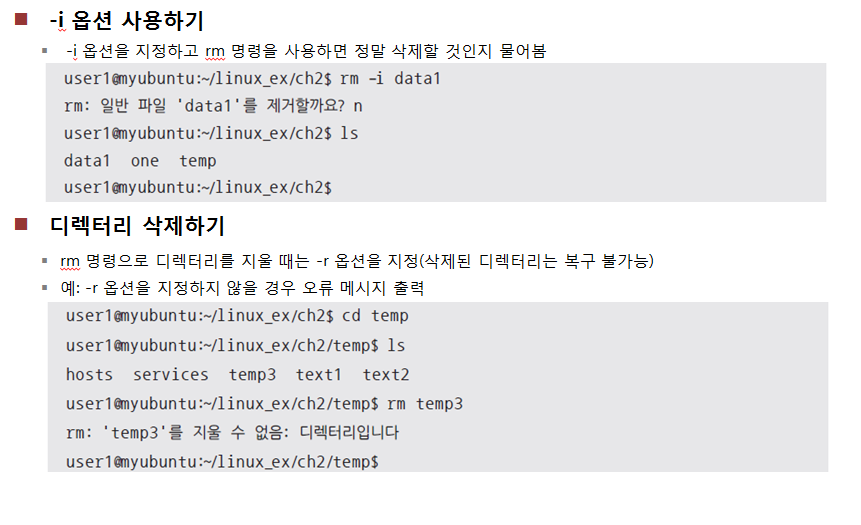 -i 옵션 사용하기
-i 옵션을 지정하고 rm 명령을 사용하면 정말 삭제할 것인지 물어봄
user1@myubuntu:~/linux_ex/ch2$ rm -i data1
rm: 일반 파일 'data1'를 제거할까요? n
user1@myubuntu:~/linux_ex/ch2$ ls
data1 one temp
user1@myubuntu:~/linux_ex/ch2$
디렉터리 삭제하기
rm 명령으로 디렉터리를 지울 때는 -r 옵션을 지정(삭제된 디렉터리는 복구 불가능)
예: -r 옵션을 지정하지 않을 경우 오류 메시지 출력
user1@myubuntu:~/linux_ex/ch2$ cd temp
user1@myubuntu:~/linux_ex/ch2/temp$ ls
hosts services temp3 text1 text2
user1@myubuntu:~/linux_ex/ch2/temp$ rm temp3
rm: 'temp3'를 지울 수 없음: 디렉터리입니다
user1@myubuntu:~/linux_ex/ch2/temp$